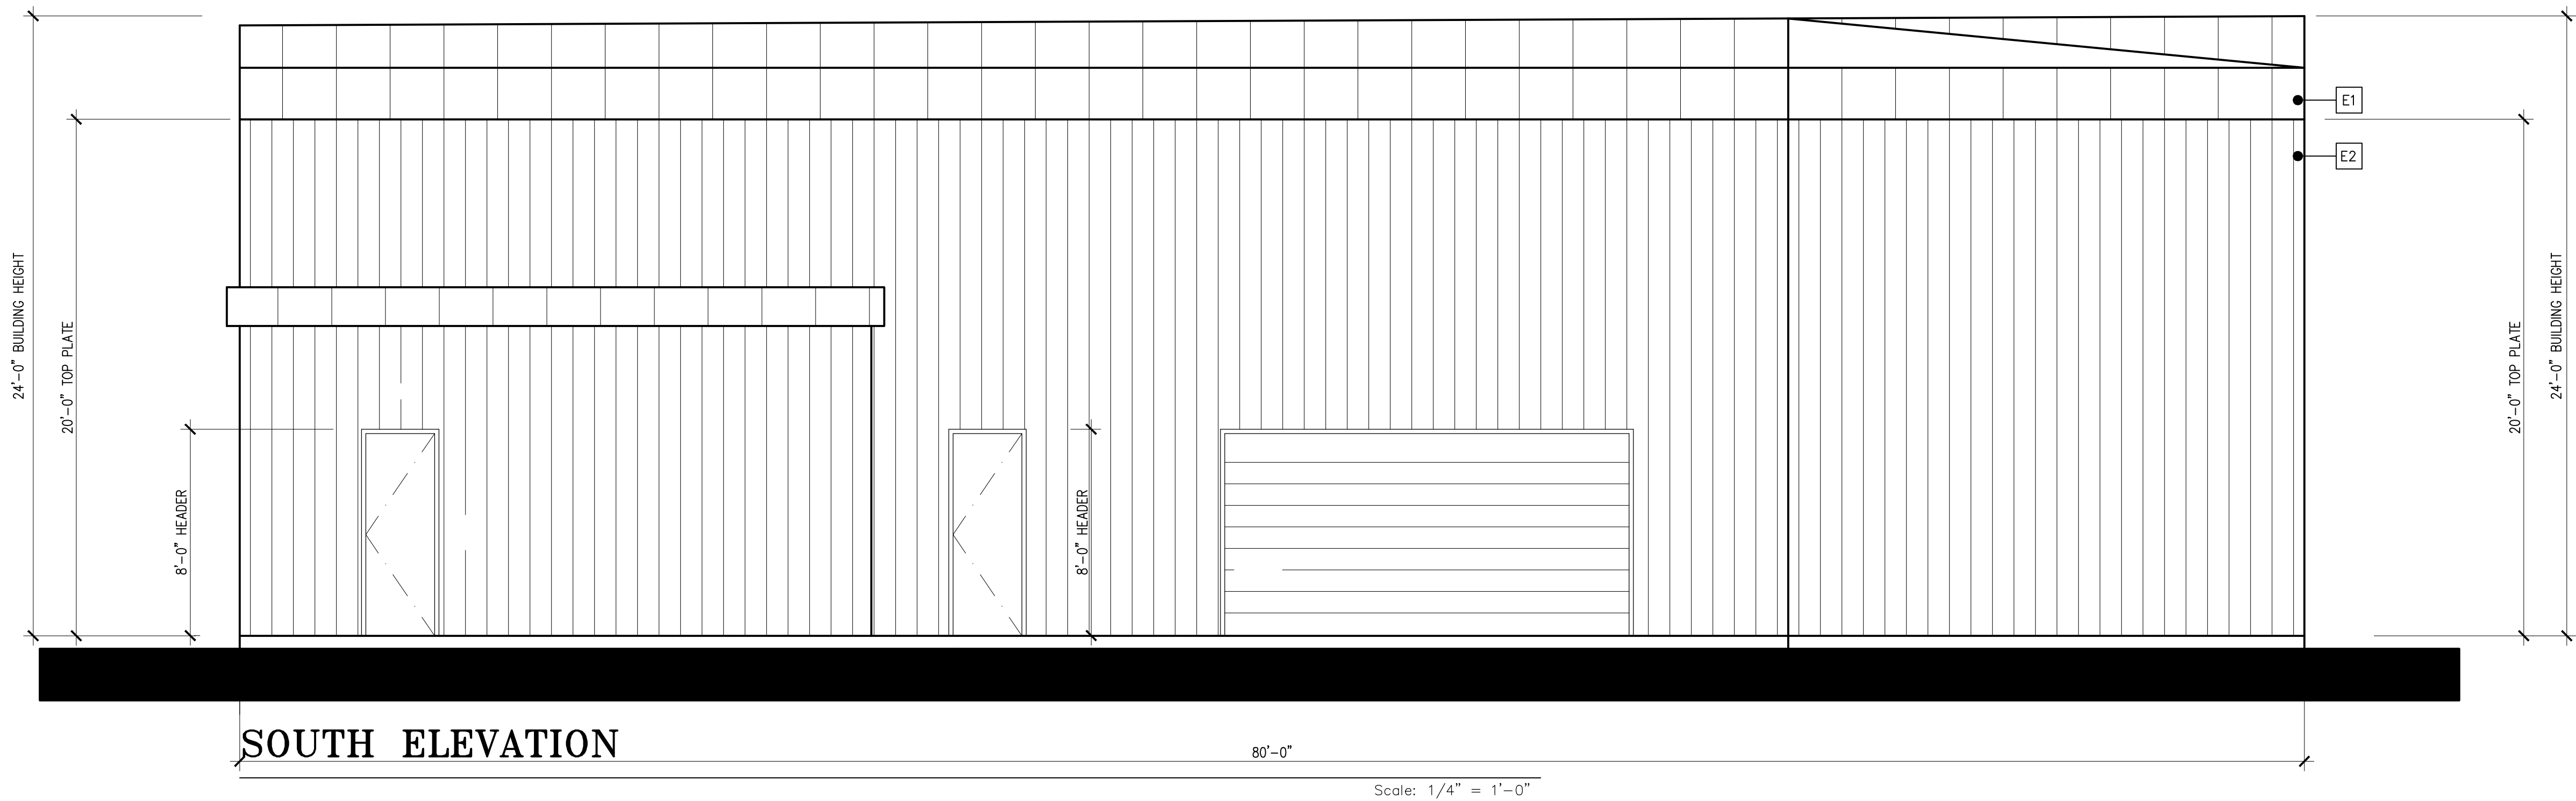 E1
E2
24'-0" BUILDING HEIGHT
20'-0" TOP PLATE
8'-0" HEADER
8'-0" HEADER
20'-0" TOP PLATE
24'-0" BUILDING HEIGHT
SOUTH ELEVATION
80'-0"
Scale: 1/4" = 1'-0"